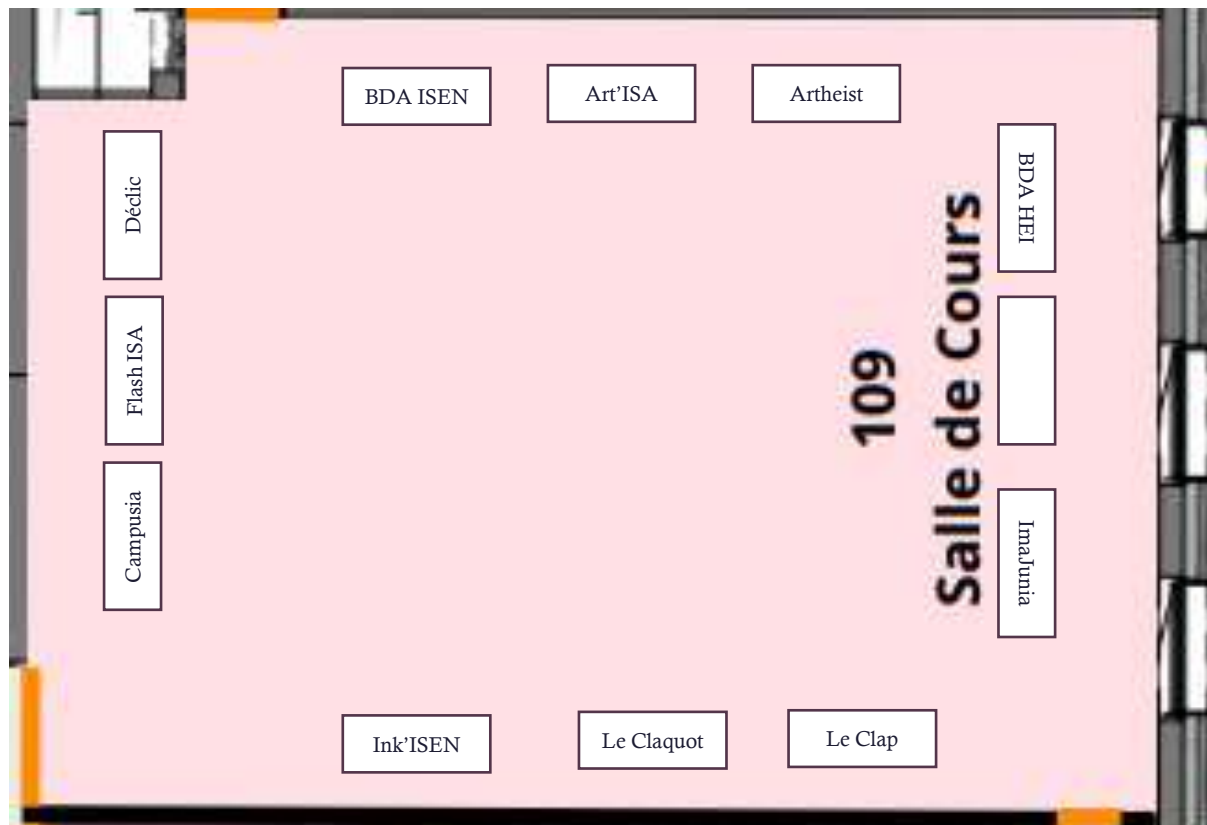 BDA ISEN
Art’ISA
Artheist
BDA HEI
Déclic
Flash ISA
Campusia
109
Salle de Cours
ImaJunia
Ink’ISEN
Le Claquot
Le Clap